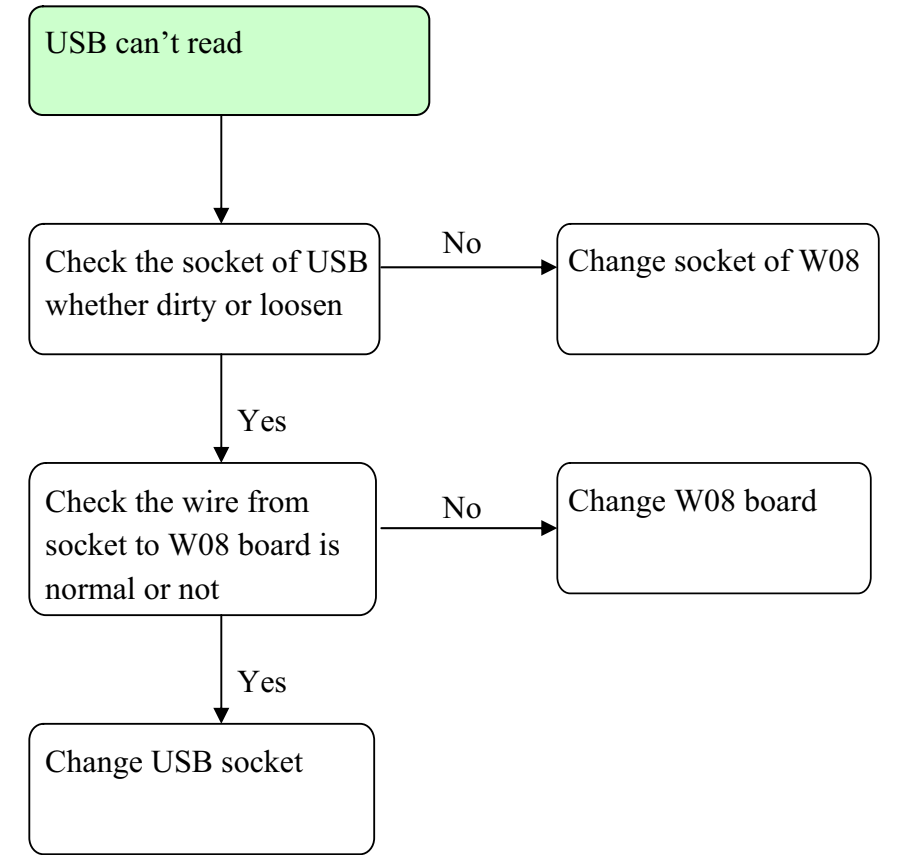 USB can’t read
Check the socket of USB
whether dirty or loosen
No
Change socket of W08
Yes
Check the wire from
socket to W08 board is
normal or not
No
Change W08 board
Yes
Change USB socket